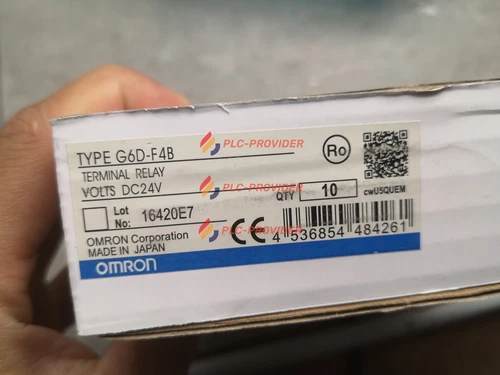 TYPE G6D-F4B
PLC-PROVIDER
Ro
TERMINAL RELAY
VOLTS DC24V
PLC-PROVIDER
QTY 10
cwU5QUEM
Lot No: 16420E7
OMRON Corporation
MADE IN JAPAN
PLC-PROVIDER
CE
4 536854 484261
OMRON